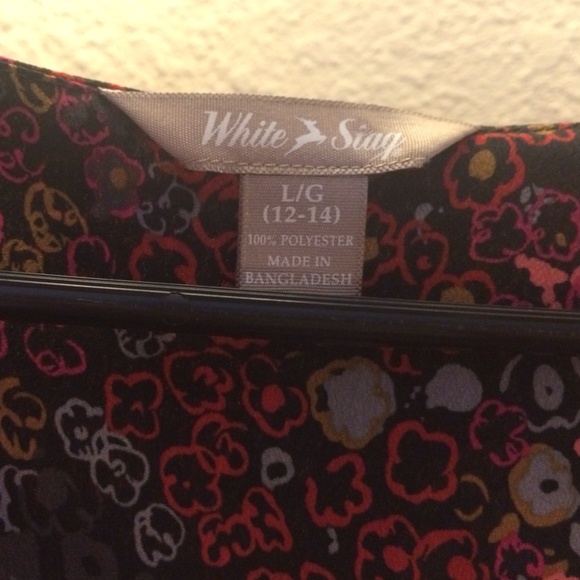 White Stag
L/G
(12-14)
100% POLYESTER
MADE IN
BANGLADESH